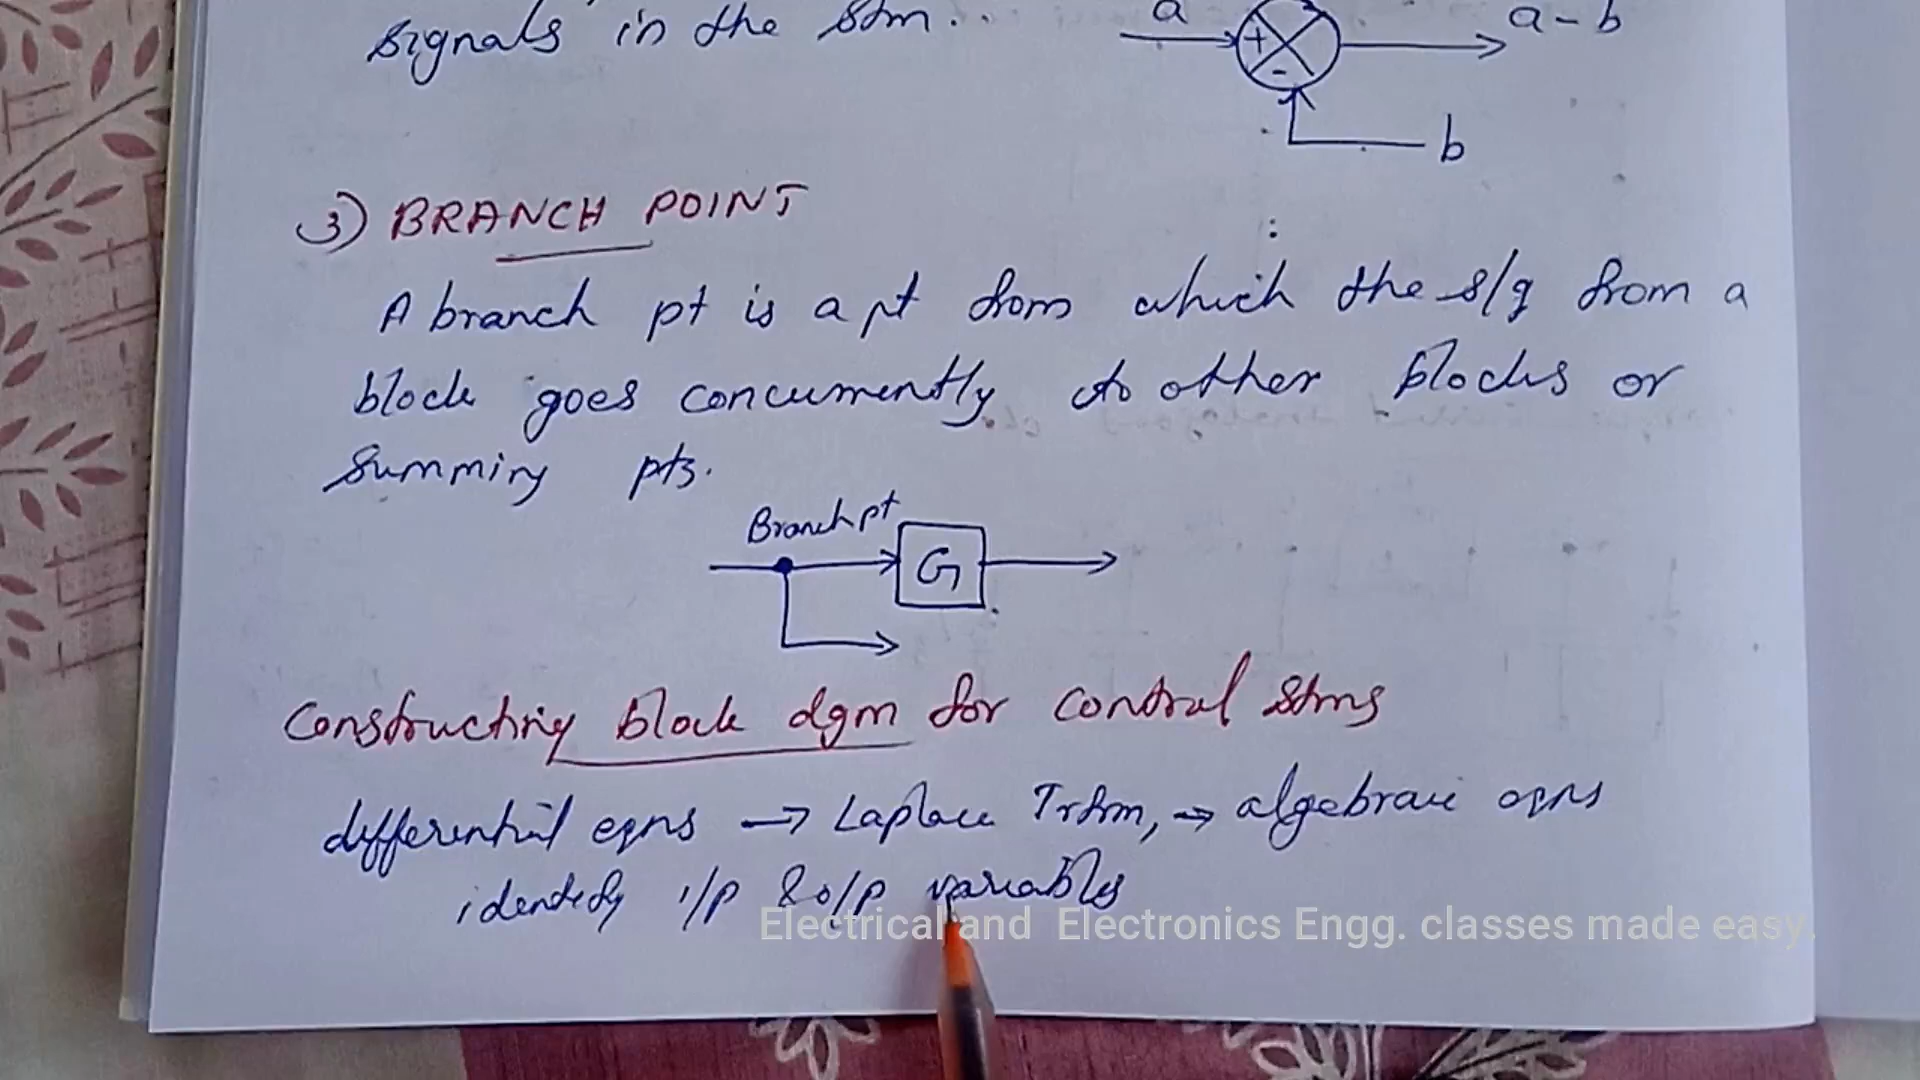 signals in the stm.
a
a - b
+
-
b
3) BRANCH POINT
A branch pt is a pt from which the s/g from a
block goes concurrently to other blocks or
summing pts.
Branch pt
G
Constructing block dgm for control stms
differential eqns → Laplace Trfm, → algebraic eqns
identify i/p & o/p variables
Electrical and Electronics Engg. classes made easy.